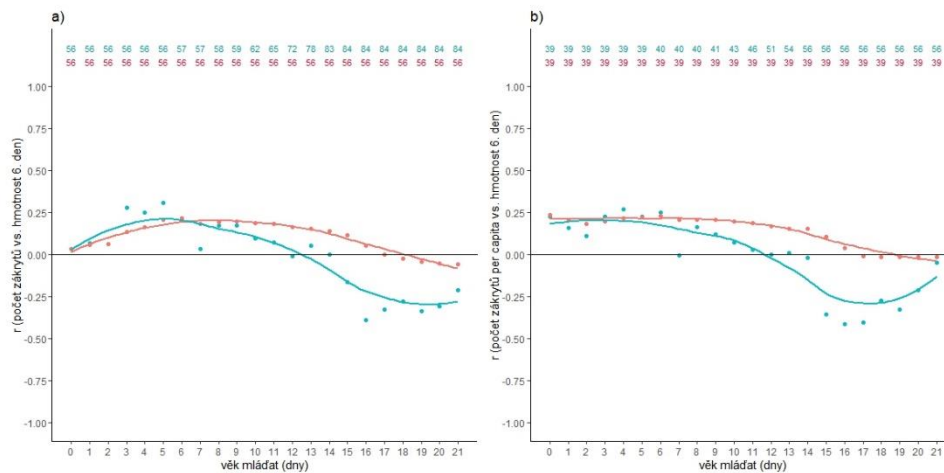 a)
56 56 56 56 56 56 57 57 58 59 62 65 72 78 83 84 84 84 84 84 84 84
56 56 56 56 56 56 56 56 56 56 56 56 56 56 56 56 56 56 56 56 56 56
r (počet zákrytů vs. hmotnost 6. den)
1.00
0.75
0.50
0.25
0.00
-0.25
-0.50
-0.75
-1.00
0 1 2 3 4 5 6 7 8 9 10 11 12 13 14 15 16 17 18 19 20 21
věk mláďat (dny)
b)
39 39 39 39 39 39 40 40 40 41 43 46 51 54 56 56 56 56 56 56 56 56
39 39 39 39 39 39 39 39 39 39 39 39 39 39 39 39 39 39 39 39 39 39
r (počet zákrytů per capita vs. hmotnost 6. den)
1.00
0.75
0.50
0.25
0.00
-0.25
-0.50
-0.75
-1.00
0 1 2 3 4 5 6 7 8 9 10 11 12 13 14 15 16 17 18 19 20 21
věk mláďat (dny)